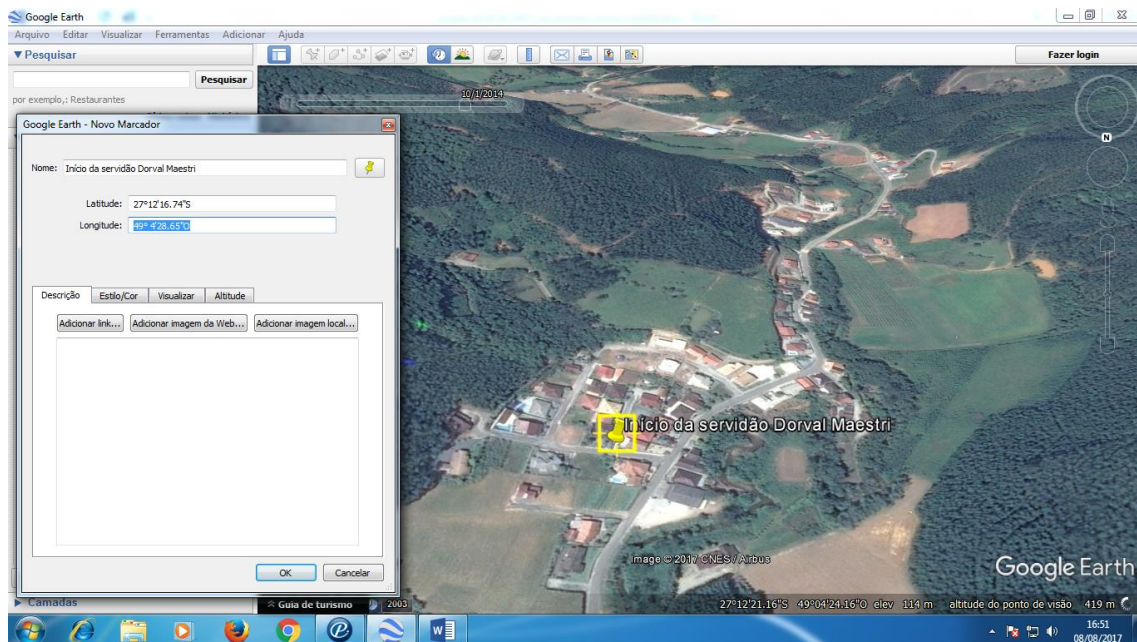 Google Earth
Arquivo Editar Visualizar Ferramentas Adicionar Ajuda
▼ Pesquisar
Fazer login
Pesquisar
por exemplo,: Restaurantes
10/1/2014
N
Google Earth - Novo Marcador
Nome: Início da servidão Dorval Maestri
Latitude: 27°12'16.74"S
Longitude: 49° 4'28.65"O
Descrição Estilo/Cor Visualizar Altitude
Adicionar link... Adicionar imagem da Web... Adicionar imagem local...
Início da servidão Dorval Maestri
Image © 2017 CNES / Airbus
Google Earth
OK Cancelar
Camadas
Guia de turismo 2003 27°12'21.16"S 49°04'24.16"O elev 114 m altitude do ponto de visão 419 m
16:51
08/08/2017